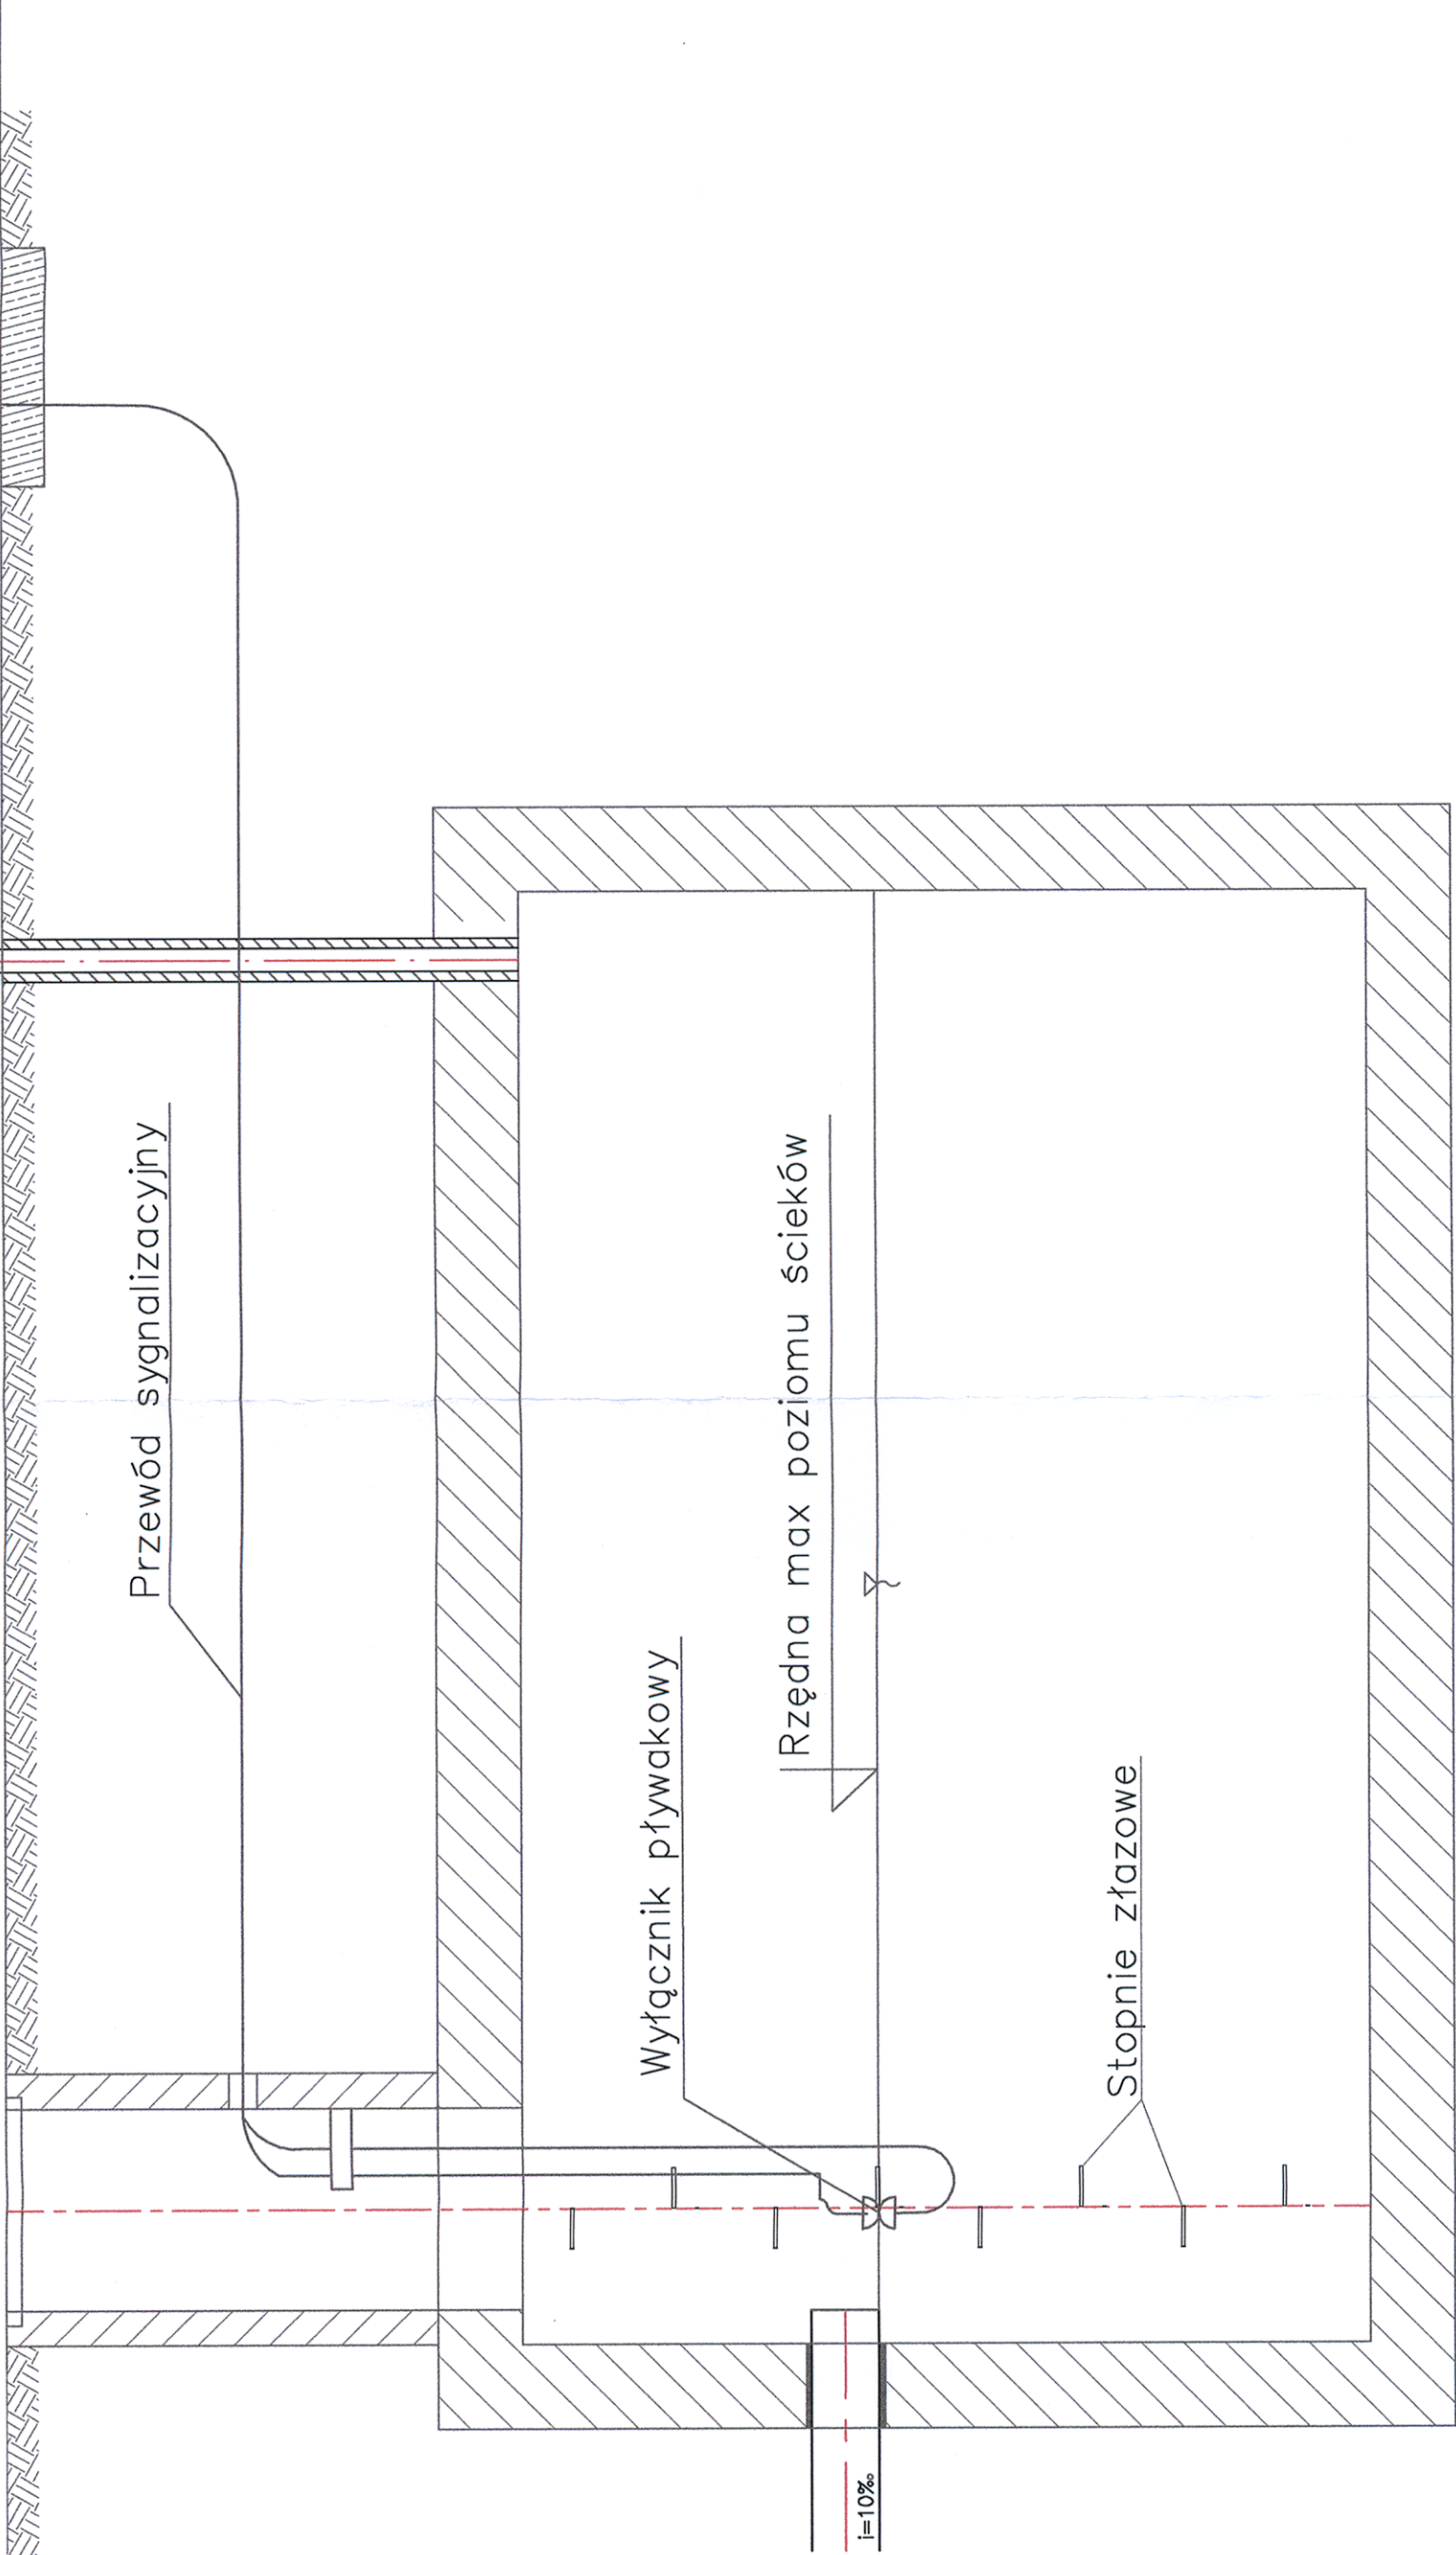 Przewód sygnalizacyjny
Wyłącznik pływakowy
Rzędna max poziomu ścieków
Stopnie złazowe
i=10‰